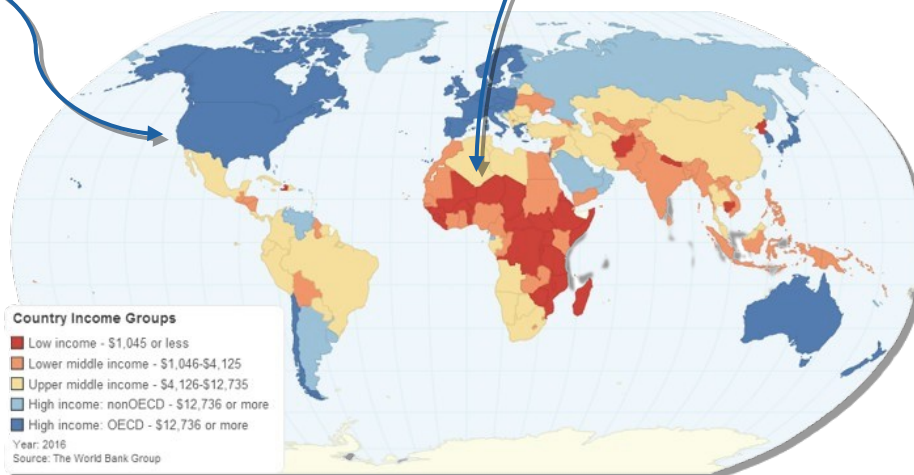 Country Income Groups
Low income - $1,045 or less
Lower middle income - $1,046-$4,125
Upper middle income - $4,126-$12,735
High income: nonOECD - $12,736 or more
High income: OECD - $12,736 or more
Year: 2016
Source: The World Bank Group